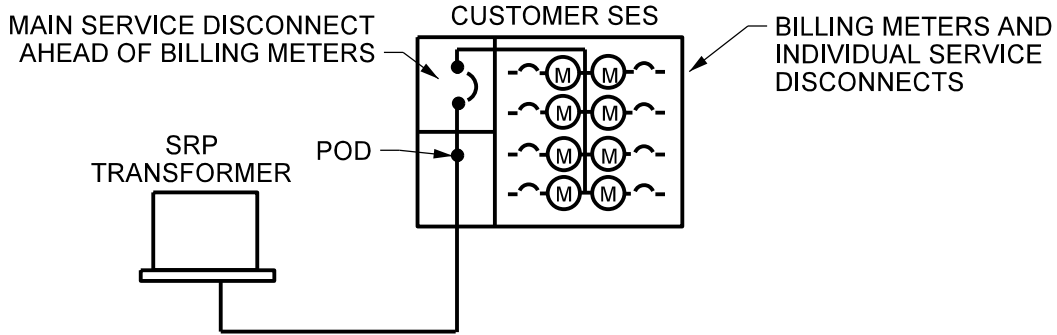 CUSTOMER SES
MAIN SERVICE DISCONNECT
AHEAD OF BILLING METERS
BILLING METERS AND
INDIVIDUAL SERVICE
DISCONNECTS
M M
M M
M M
M M
POD
SRP
TRANSFORMER